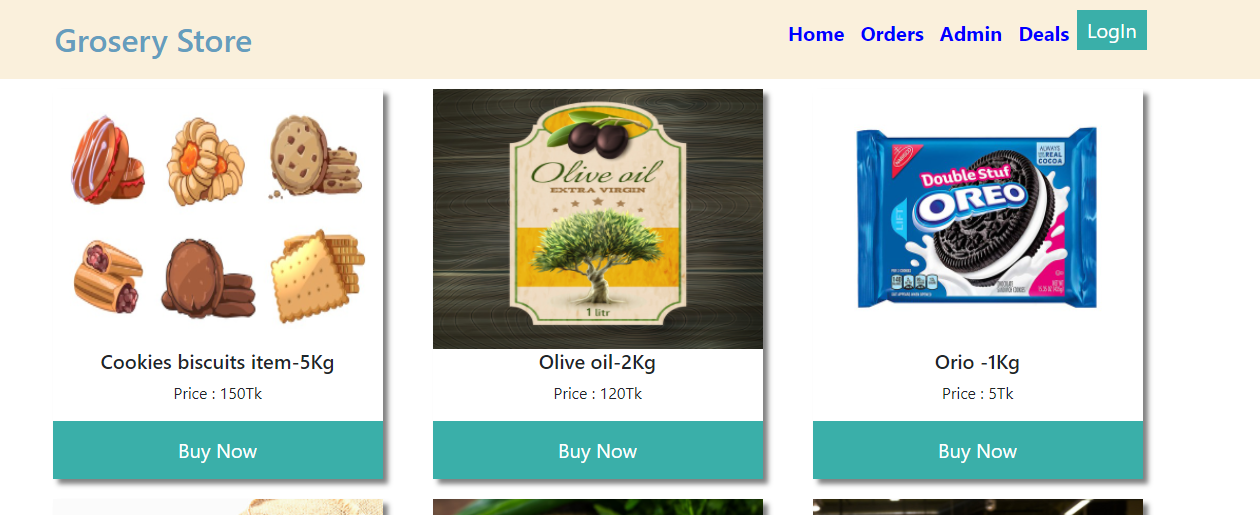 Grosery Store
Home Orders Admin Deals LogIn
Olive oil
EXTRA VIRGIN
1 litr
NABISCO
ALWAYS
REAL
COCOA
Double Stuf
OREO
LIFT
Cookies biscuits item-5Kg
Price : 150Tk
Buy Now
Olive oil-2Kg
Price : 120Tk
Buy Now
Orio -1Kg
Price : 5Tk
Buy Now